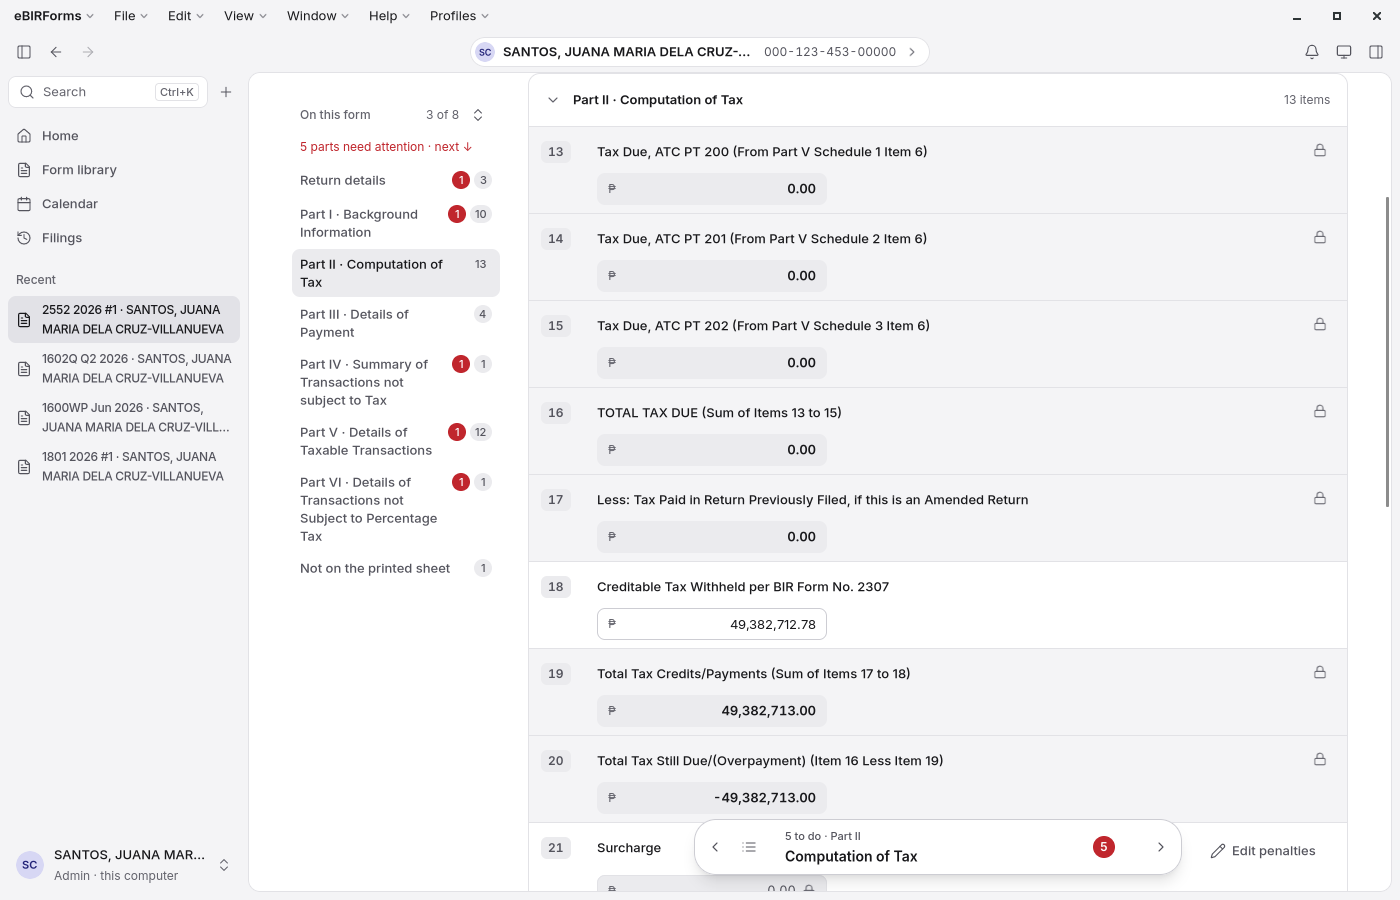 eBIRForms File Edit View Window Help Profiles
SC SANTOS, JUANA MARIA DELA CRUZ-... 000-123-453-00000
Search Ctrl+K
Home
Form library
Calendar
Filings
Recent
2552 2026 #1 · SANTOS, JUANA
MARIA DELA CRUZ-VILLANUEVA
1602Q Q2 2026 · SANTOS, JUANA
MARIA DELA CRUZ-VILLANUEVA
1600WP Jun 2026 · SANTOS,
JUANA MARIA DELA CRUZ-VILL...
1801 2026 #1 · SANTOS, JUANA
MARIA DELA CRUZ-VILLANUEVA
SC SANTOS, JUANA MAR...
Admin · this computer
On this form 3 of 8
5 parts need attention · next ↓
Return details 1 3
Part I · Background 1 10
Information
Part II · Computation of 13
Tax
Part III · Details of 4
Payment
Part IV · Summary of 1 1
Transactions not
subject to Tax
Part V · Details of 1 12
Taxable Transactions
Part VI · Details of 1 1
Transactions not
Subject to Percentage
Tax
Not on the printed sheet 1
Part II · Computation of Tax 13 items
13 Tax Due, ATC PT 200 (From Part V Schedule 1 Item 6)
₱ 0.00
14 Tax Due, ATC PT 201 (From Part V Schedule 2 Item 6)
₱ 0.00
15 Tax Due, ATC PT 202 (From Part V Schedule 3 Item 6)
₱ 0.00
16 TOTAL TAX DUE (Sum of Items 13 to 15)
₱ 0.00
17 Less: Tax Paid in Return Previously Filed, if this is an Amended Return
₱ 0.00
18 Creditable Tax Withheld per BIR Form No. 2307
₱ 49,382,712.78
19 Total Tax Credits/Payments (Sum of Items 17 to 18)
₱ 49,382,713.00
20 Total Tax Still Due/(Overpayment) (Item 16 Less Item 19)
₱ -49,382,713.00
21 Surcharge Edit penalties
₱ 0.00
5 to do · Part II
Computation of Tax 5